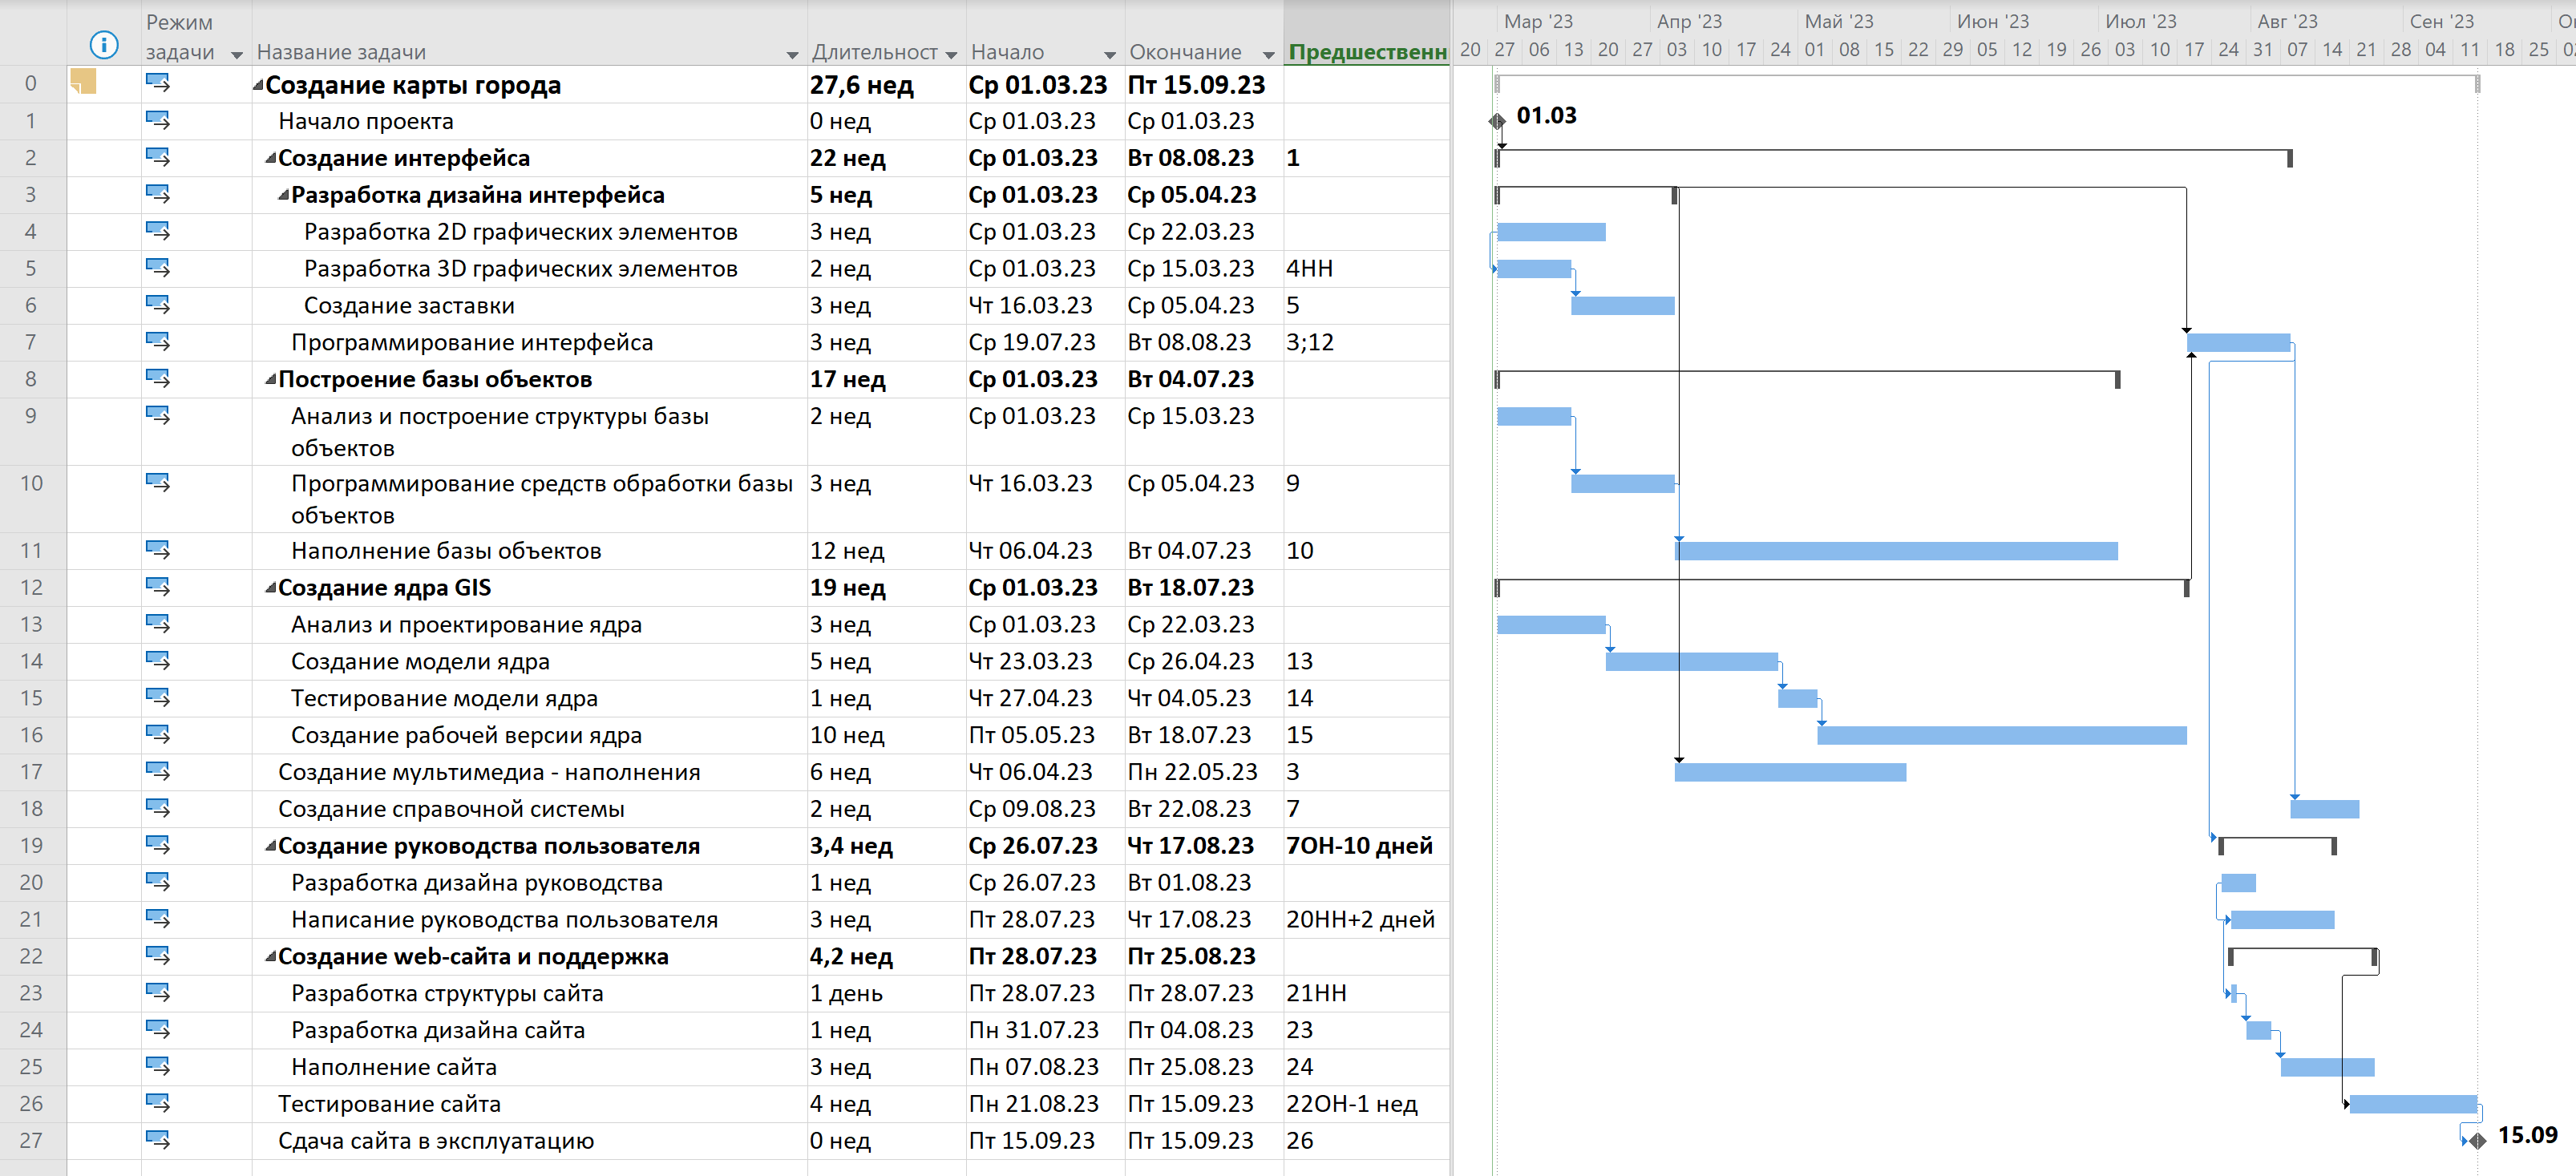 Режим задачи Название задачи Длительност Начало Окончание Предшественн
Мар '23 Апр '23 Май '23 Июн '23 Июл '23 Авг '23 Сен '23
20 27 06 13 20 27 03 10 17 24 01 08 15 22 29 05 12 19 26 03 10 17 24 31 07 14 21 28 04 11 18 25
0 Создание карты города 27,6 нед Ср 01.03.23 Пт 15.09.23
1 Начало проекта 0 нед Ср 01.03.23 Ср 01.03.23 01.03
2 Создание интерфейса 22 нед Ср 01.03.23 Вт 08.08.23 1
3 Разработка дизайна интерфейса 5 нед Ср 01.03.23 Ср 05.04.23
4 Разработка 2D графических элементов 3 нед Ср 01.03.23 Ср 22.03.23
5 Разработка 3D графических элементов 2 нед Ср 01.03.23 Ср 15.03.23 4НН
6 Создание заставки 3 нед Чт 16.03.23 Ср 05.04.23 5
7 Программирование интерфейса 3 нед Ср 19.07.23 Вт 08.08.23 3;12
8 Построение базы объектов 17 нед Ср 01.03.23 Вт 04.07.23
9 Анализ и построение структуры базы объектов 2 нед Ср 01.03.23 Ср 15.03.23
10 Программирование средств обработки базы объектов 3 нед Чт 16.03.23 Ср 05.04.23 9
11 Наполнение базы объектов 12 нед Чт 06.04.23 Вт 04.07.23 10
12 Создание ядра GIS 19 нед Ср 01.03.23 Вт 18.07.23
13 Анализ и проектирование ядра 3 нед Ср 01.03.23 Ср 22.03.23
14 Создание модели ядра 5 нед Чт 23.03.23 Ср 26.04.23 13
15 Тестирование модели ядра 1 нед Чт 27.04.23 Чт 04.05.23 14
16 Создание рабочей версии ядра 10 нед Пт 05.05.23 Вт 18.07.23 15
17 Создание мультимедиа - наполнения 6 нед Чт 06.04.23 Пн 22.05.23 3
18 Создание справочной системы 2 нед Ср 09.08.23 Вт 22.08.23 7
19 Создание руководства пользователя 3,4 нед Ср 26.07.23 Чт 17.08.23 7ОН-10 дней
20 Разработка дизайна руководства 1 нед Ср 26.07.23 Вт 01.08.23
21 Написание руководства пользователя 3 нед Пт 28.07.23 Чт 17.08.23 20НН+2 дней
22 Создание web-сайта и поддержка 4,2 нед Пт 28.07.23 Пт 25.08.23
23 Разработка структуры сайта 1 день Пт 28.07.23 Пт 28.07.23 21НН
24 Разработка дизайна сайта 1 нед Пн 31.07.23 Пт 04.08.23 23
25 Наполнение сайта 3 нед Пн 07.08.23 Пт 25.08.23 24
26 Тестирование сайта 4 нед Пн 21.08.23 Пт 15.09.23 22ОН-1 нед
27 Сдача сайта в эксплуатацию 0 нед Пт 15.09.23 Пт 15.09.23 26 15.09